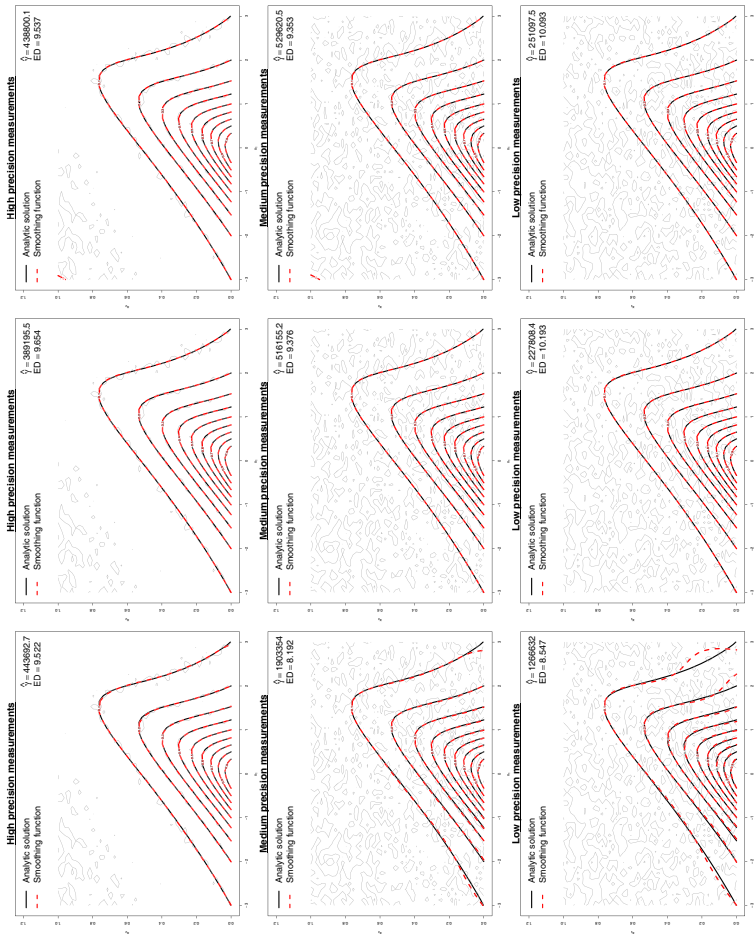 High precision measurements
Analytic solution
Smoothing function
γ̂ = 443692.7
ED = 9.522
High precision measurements
Analytic solution
Smoothing function
γ̂ = 389195.5
ED = 9.654
High precision measurements
Analytic solution
Smoothing function
γ̂ = 438800.1
ED = 9.537
Medium precision measurements
Analytic solution
Smoothing function
γ̂ = 1903354
ED = 8.192
Medium precision measurements
Analytic solution
Smoothing function
γ̂ = 516155.2
ED = 9.376
Medium precision measurements
Analytic solution
Smoothing function
γ̂ = 529620.5
ED = 9.353
Low precision measurements
Analytic solution
Smoothing function
γ̂ = 1266632
ED = 8.547
Low precision measurements
Analytic solution
Smoothing function
γ̂ = 227808.4
ED = 10.193
Low precision measurements
Analytic solution
Smoothing function
γ̂ = 251097.5
ED = 10.093